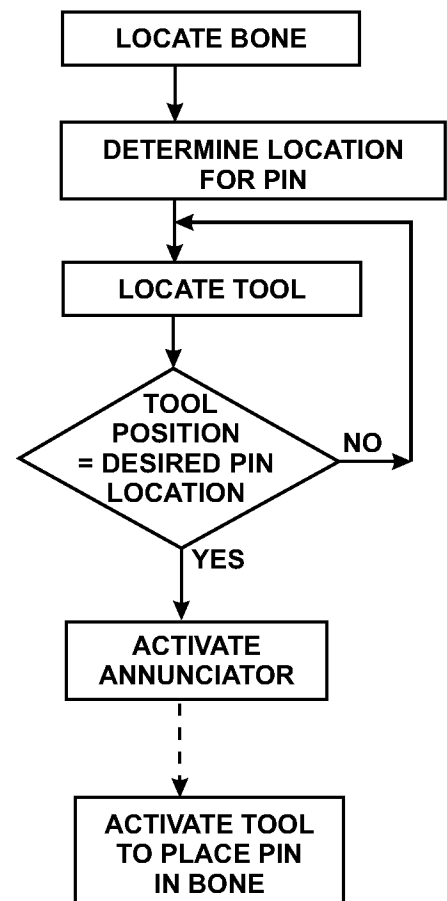 LOCATE BONE
DETERMINE LOCATION
FOR PIN
LOCATE TOOL
TOOL
POSITION
= DESIRED PIN
LOCATION
NO
YES
ACTIVATE
ANNUNCIATOR
ACTIVATE TOOL
TO PLACE PIN
IN BONE